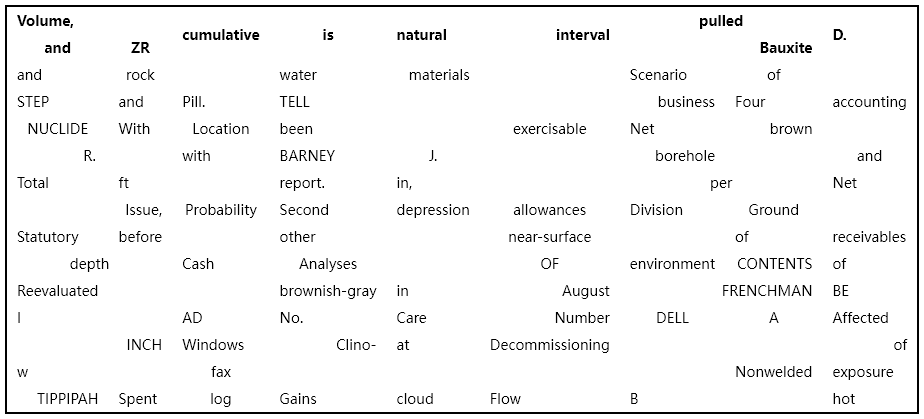 Volume, pulled
cumulative is natural interval D.
and ZR Bauxite
and rock water materials Scenario of
STEP and Pill. TELL business Four accounting
NUCLIDE With Location been exercisable Net brown
R. with BARNEY J. borehole and
Total ft report. in, per Net
Issue, Probability Second depression allowances Division Ground
Statutory before other near-surface of receivables
depth Cash Analyses OF environment CONTENTS of
Reevaluated brownish-gray in August FRENCHMAN BE
I AD No. Care Number DELL A Affected
INCH Windows Clino- at Decommissioning of
w fax Nonwelded exposure
TIPPIPAH Spent log Gains cloud Flow B hot